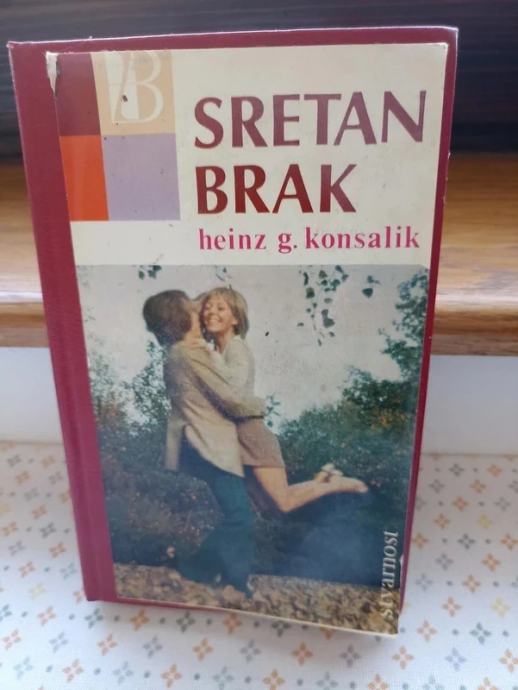 B
SRETAN
BRAK
heinz g. konsalik
stvarnost